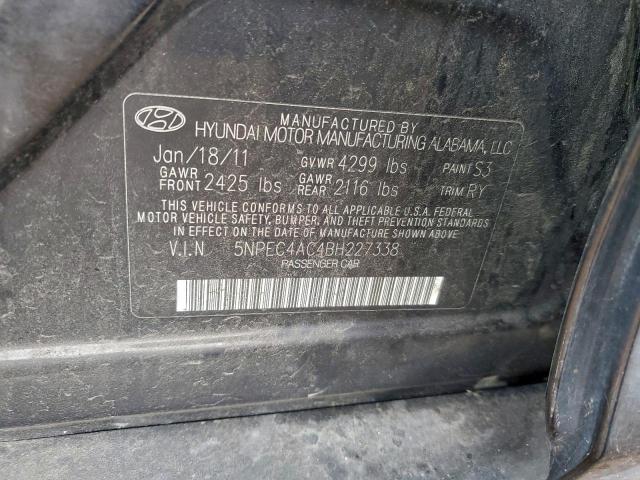 MANUFACTURED BY
HYUNDAI MOTOR MANUFACTURING ALABAMA, LLC
Jan/18/11 GVWR 4299 lbs PAINT S3
GAWR FRONT 2425 lbs GAWR REAR 2116 lbs TRIM RY
THIS VEHICLE CONFORMS TO ALL APPLICABLE U.S.A. FEDERAL
MOTOR VEHICLE SAFETY, BUMPER, AND THEFT PREVENTION STANDARDS
IN EFFECT ON THE DATE OF MANUFACTURE SHOWN ABOVE.
V.I.N 5NPEC4AC4BH227338
PASSENGER CAR